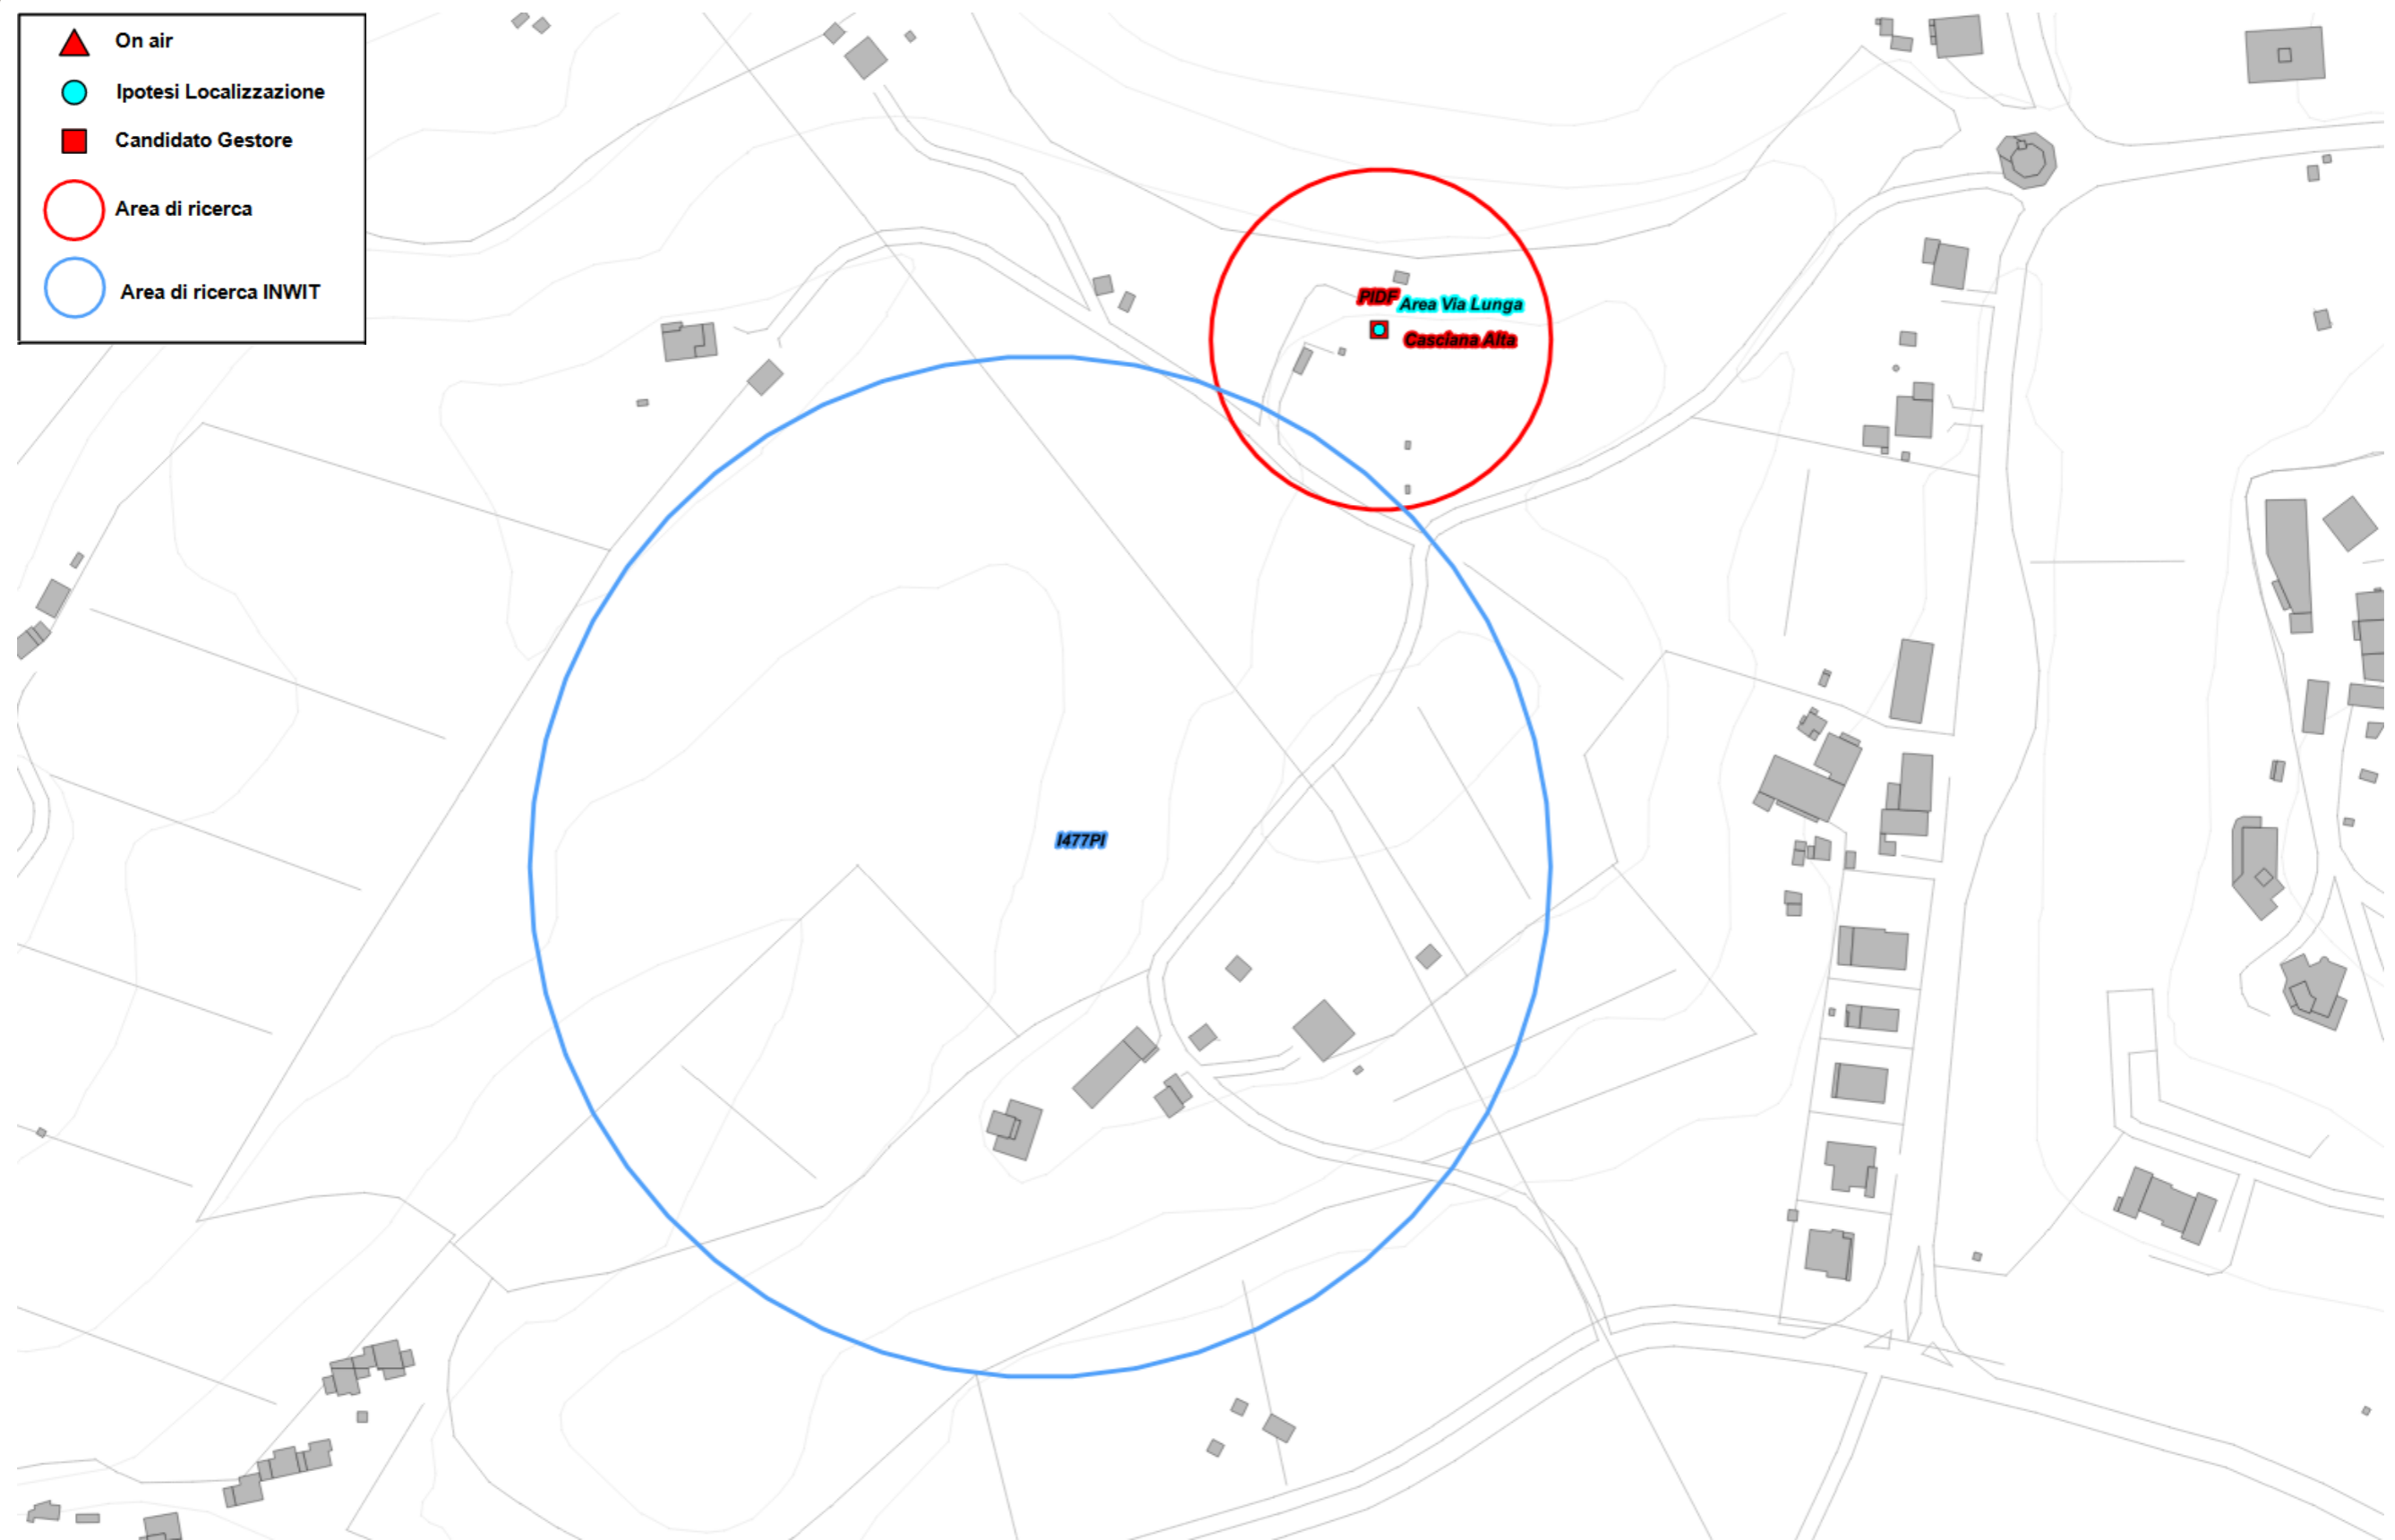 On air
Ipotesi Localizzazione
Candidato Gestore
Area di ricerca
Area di ricerca INWIT
PIDF
Area Via Lunga
Casciana Alta
I477PI